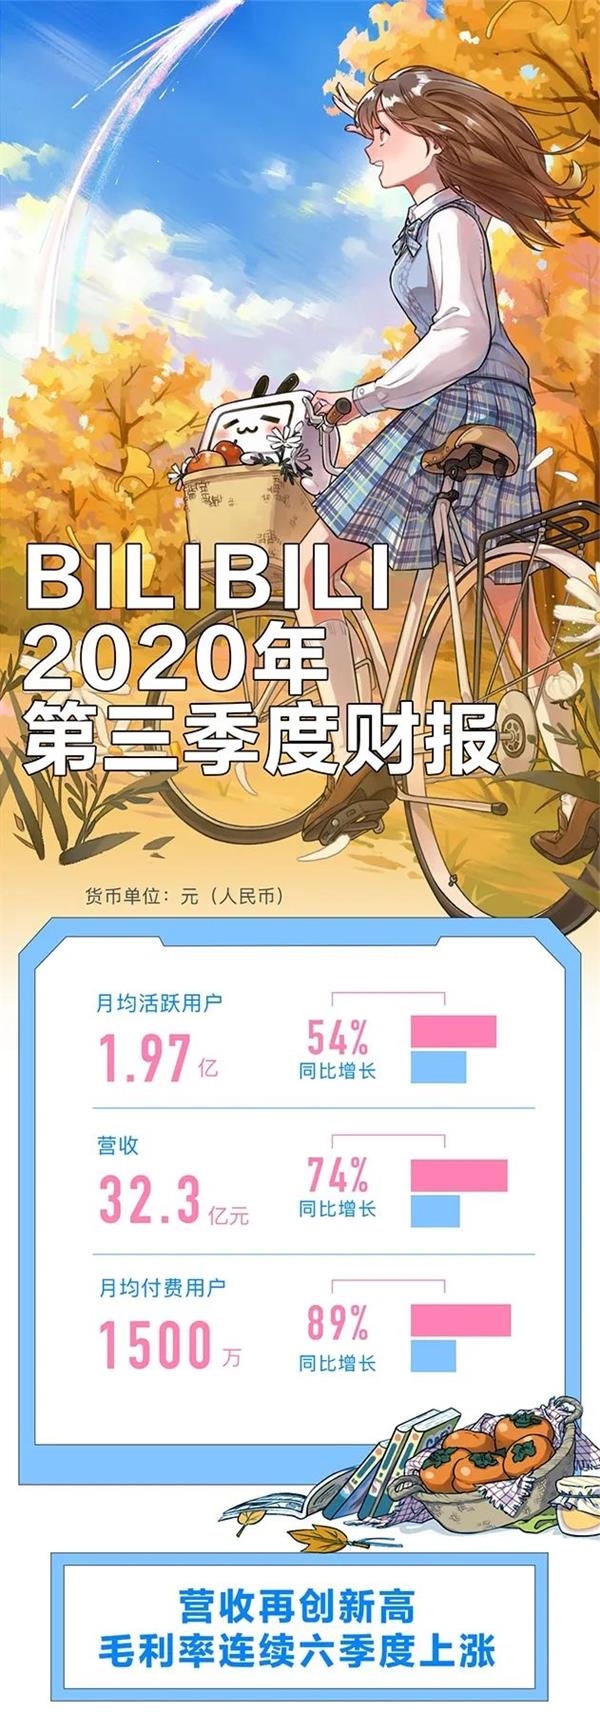 BILIBILI
2020年
第三季度财报
货币单位：元（人民币）
月均活跃用户
1.97亿
54%
同比增长
营收
32.3亿元
74%
同比增长
月均付费用户
1500万
89%
同比增长
营收再创新高
毛利率连续六季度上涨